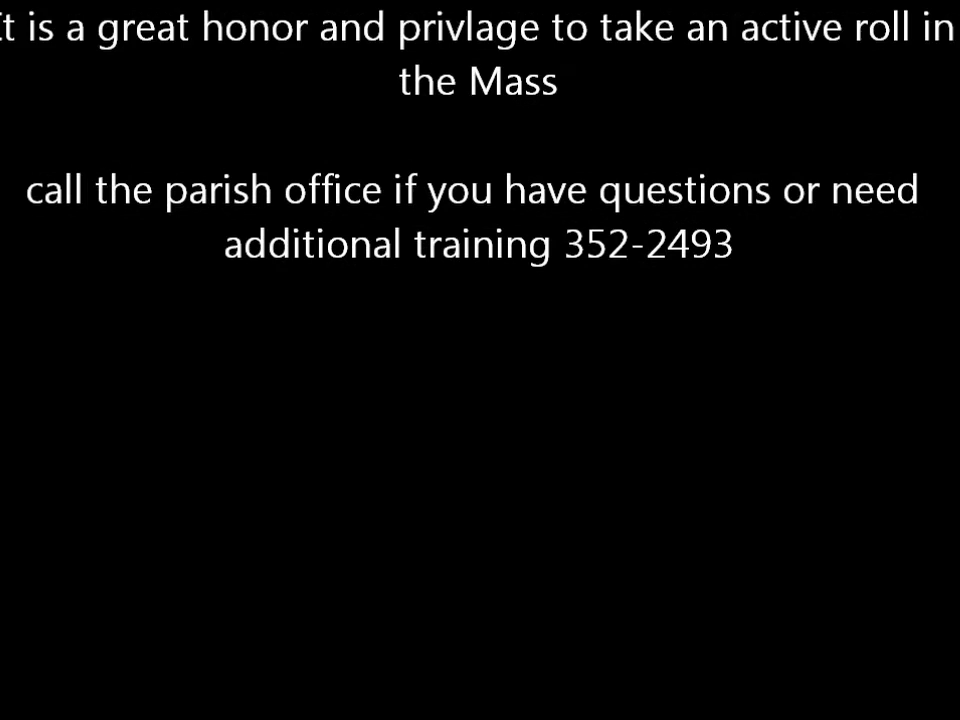 It is a great honor and privlage to take an active roll in
the Mass
call the parish office if you have questions or need
additional training 352-2493